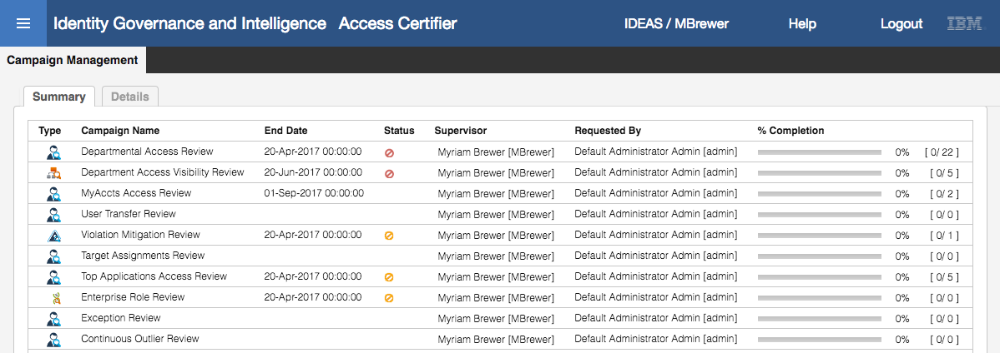 Identity Governance and Intelligence Access Certifier IDEAS / MBrewer Help Logout IBM
Campaign Management
Summary Details
Type Campaign Name End Date Status Supervisor Requested By % Completion
Departmental Access Review 20-Apr-2017 00:00:00 Myriam Brewer [MBrewer] Default Administrator Admin [admin] 0% [ 0/ 22 ]
Department Access Visibility Review 20-Jun-2017 00:00:00 Myriam Brewer [MBrewer] Default Administrator Admin [admin] 0% [ 0/ 5 ]
MyAccts Access Review 01-Sep-2017 00:00:00 Myriam Brewer [MBrewer] Default Administrator Admin [admin] 0% [ 0/ 2 ]
User Transfer Review Myriam Brewer [MBrewer] Default Administrator Admin [admin] 0% [ 0/ 0 ]
Violation Mitigation Review 20-Apr-2017 00:00:00 Myriam Brewer [MBrewer] Default Administrator Admin [admin] 0% [ 0/ 1 ]
Target Assignments Review Myriam Brewer [MBrewer] Default Administrator Admin [admin] 0% [ 0/ 0 ]
Top Applications Access Review 20-Apr-2017 00:00:00 Myriam Brewer [MBrewer] Default Administrator Admin [admin] 0% [ 0/ 5 ]
Enterprise Role Review 20-Apr-2017 00:00:00 Myriam Brewer [MBrewer] Default Administrator Admin [admin] 0% [ 0/ 0 ]
Exception Review Myriam Brewer [MBrewer] Default Administrator Admin [admin] 0% [ 0/ 0 ]
Continuous Outlier Review Myriam Brewer [MBrewer] Default Administrator Admin [admin] 0% [ 0/ 0 ]